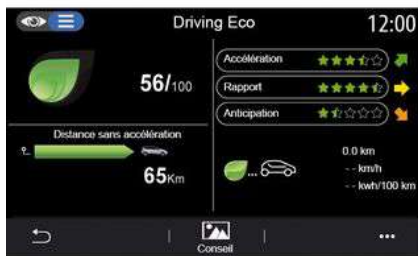 Driving Eco
12:00
56/100
Accélération
Rapport
Anticipation
Distance sans accélération
65Km
...
0.0 km
-- km/h
-- kwh/100 km
Conseil